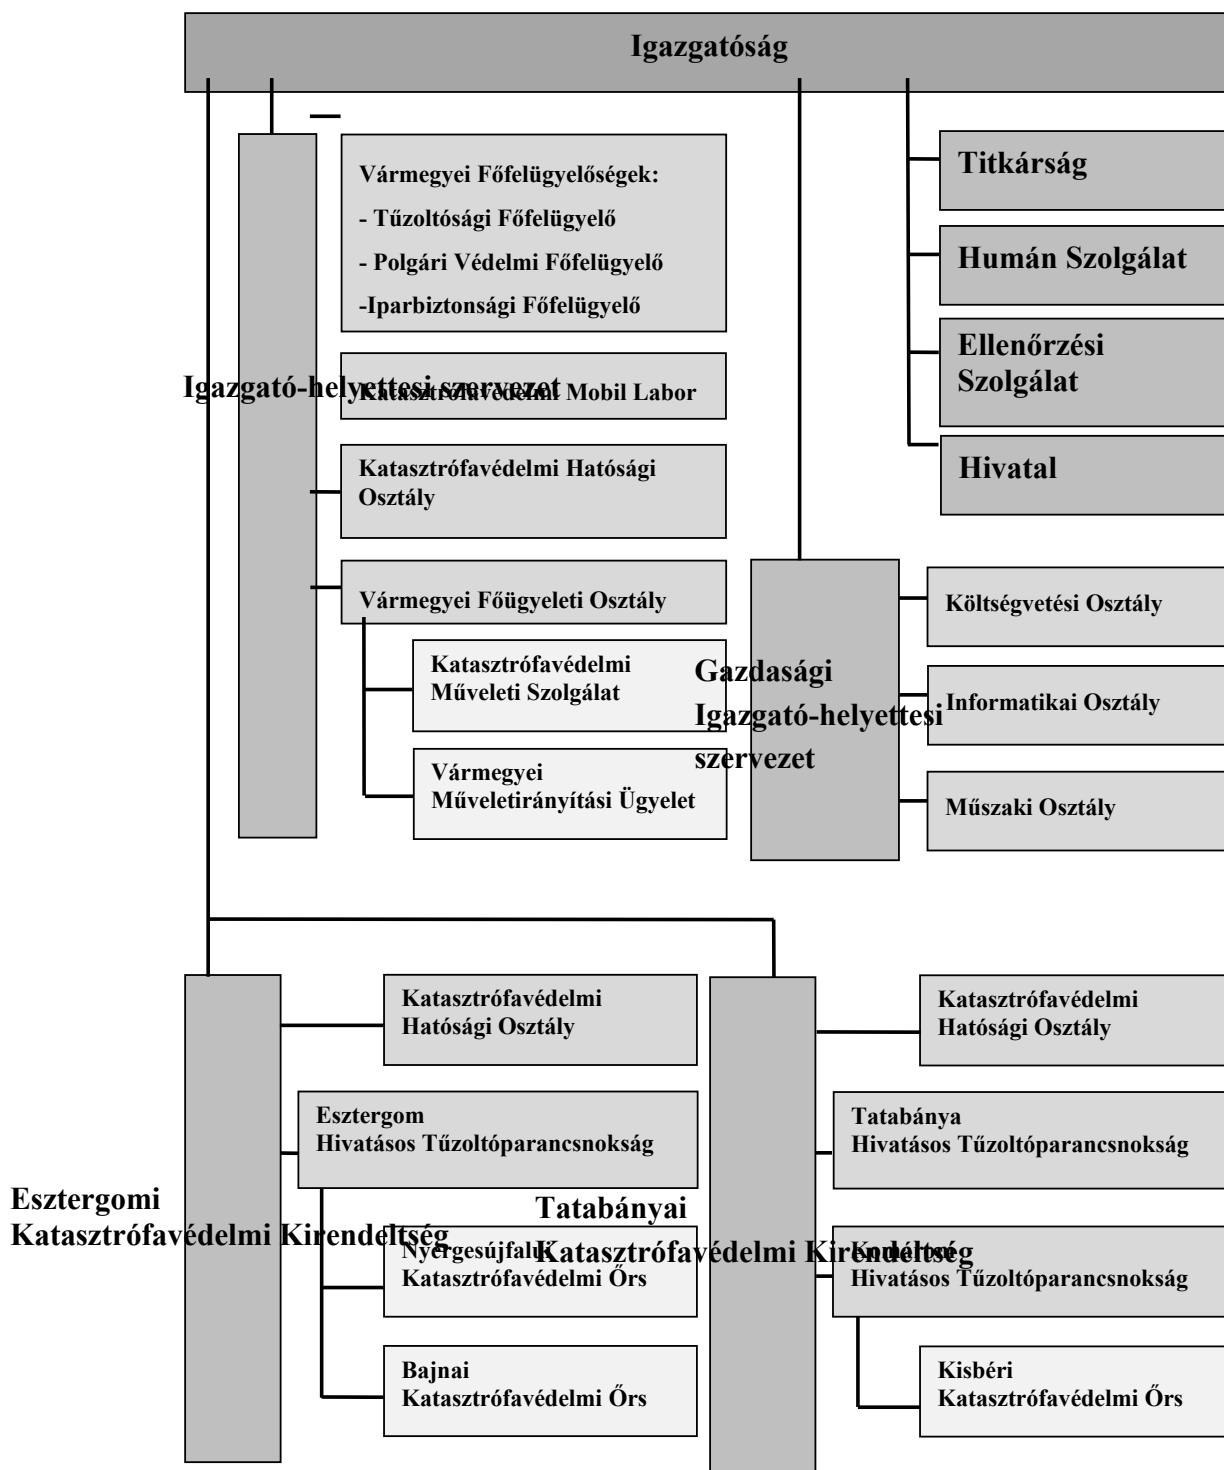 Igazgatóság
Vármegyei Főfelügyelőségek:
- Tűzoltósági Főfelügyelő
- Polgári Védelmi Főfelügyelő
-Iparbiztonsági Főfelügyelő
Igazgató-helyettesi szervezet
Katasztrófavédelmi Mobil Labor
Katasztrófavédelmi Hatósági
Osztály
Vármegyei Főügyeleti Osztály
Katasztrófavédelmi
Műveleti Szolgálat
Vármegyei
Műveletirányítási Ügyelet
Titkárság
Humán Szolgálat
Ellenőrzési
Szolgálat
Hivatal
Gazdasági
Igazgató-helyettesi
szervezet
Költségvetési Osztály
Informatikai Osztály
Műszaki Osztály
Esztergomi
Katasztrófavédelmi Kirendeltség
Katasztrófavédelmi
Hatósági Osztály
Esztergom
Hivatásos Tűzoltóparancsnokság
Nyergesújfalui
Katasztrófavédelmi Őrs
Bajnai
Katasztrófavédelmi Őrs
Tatabányai
Katasztrófavédelmi Kirendeltség
Katasztrófavédelmi
Hatósági Osztály
Tatabánya
Hivatásos Tűzoltóparancsnokság
Hivatásos Tűzoltóparancsnokság
Kisbéri
Katasztrófavédelmi Őrs